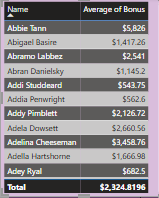 Name Average of Bonus
Abbie Tann $5,826
Abigael Basire $1,417.26
Abramo Labbez $2,541
Abran Danielsky $1,145.2
Addi Studdeard $543.75
Addia Penwright $562.6
Addy Pimblett $2,126.72
Adela Dowsett $2,660.56
Adelina Cheeseman $3,458.76
Adella Hartshorne $1,666.98
Adey Ryal $682.5
Total $2,324.8196